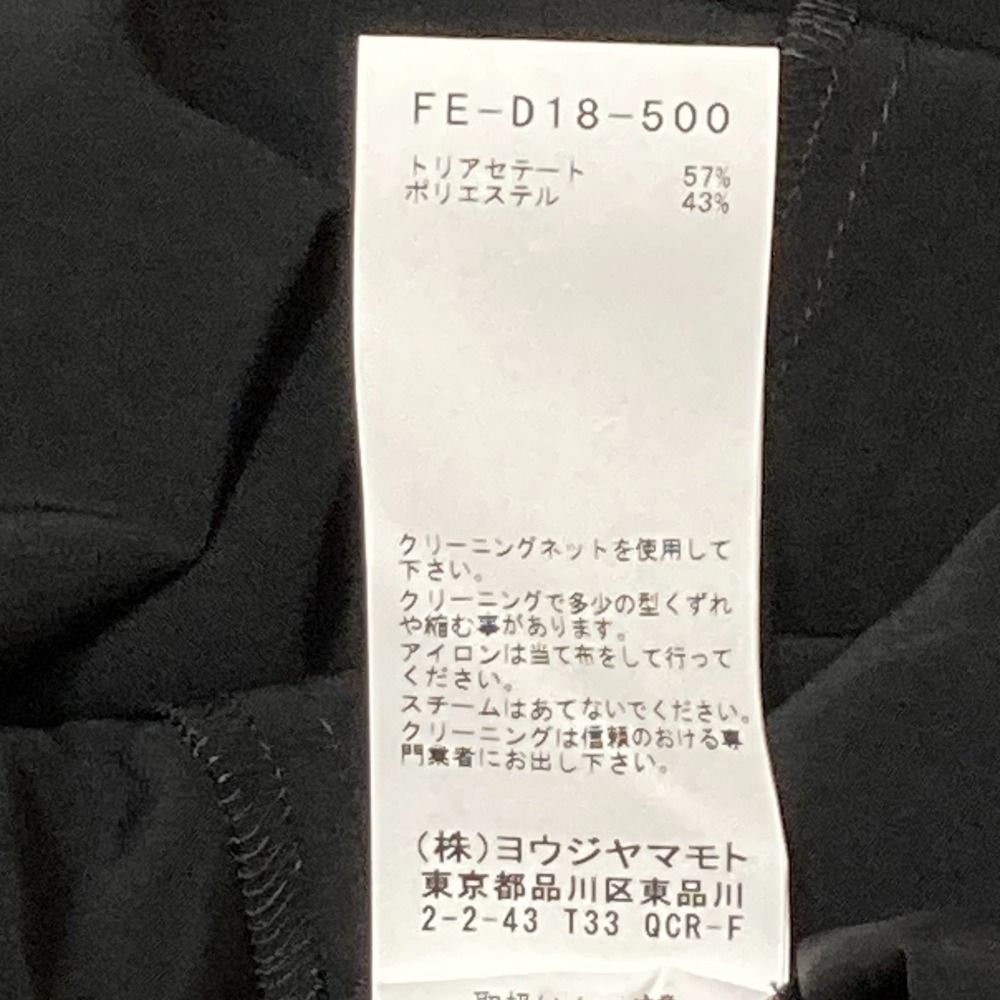 FE-D18-500
トリアセテート 57%
ポリエステル 43%
クリーニングネットを使用して
下さい。
クリーニングで多少の型くずれ
や縮む事があります。
アイロンは当て布をして行って
ください。
スチームはあてないでください。
クリーニングは信頼のおける専
門業者にお出し下さい。
(株)ヨウジヤマモト
東京都品川区東品川
2-2-43 T33 QCR-F